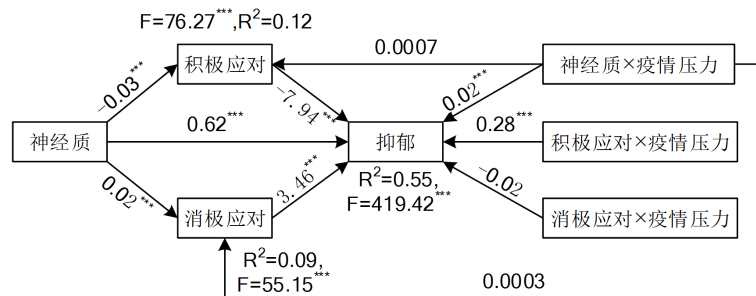 F=76.27***,R²=0.12
积极应对
0.0007
神经质×疫情压力
-0.03***
-7.94***
0.02***
神经质
0.62***
抑郁
0.28***
积极应对×疫情压力
0.02***
3.46***
R²=0.55,
F=419.42***
-0.02
消极应对
消极应对×疫情压力
R²=0.09,
F=55.15***
0.0003